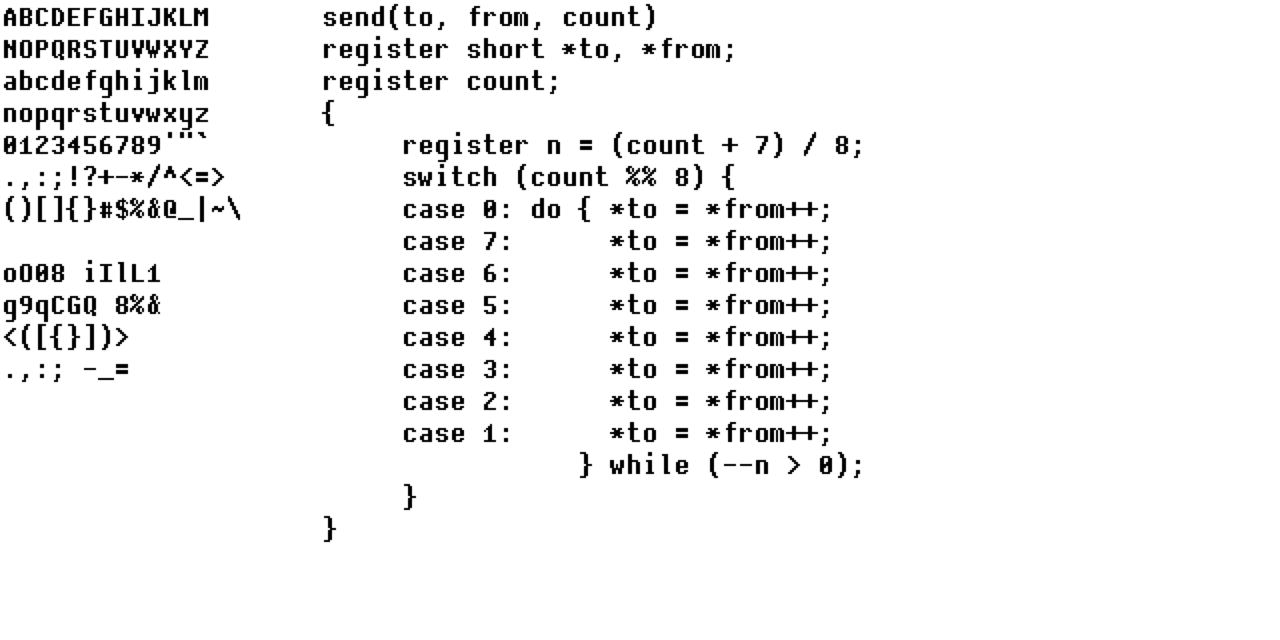 ABCDEFGHIJKLM
NOPQRSTUVWXYZ
abcdefghijklm
nopqrstuvwxyz
0123456789'"`
.,:;!?+-*/^<=>
()[]{}#$%&@_|~\
oO08 iIlL1
g9qCGQ 8%&
<([{}])>
.,:; -_=
send(to, from, count)
register short *to, *from;
register count;
{
     register n = (count + 7) / 8;
     switch (count %% 8) {
     case 0: do { *to = *from++;
     case 7:      *to = *from++;
     case 6:      *to = *from++;
     case 5:      *to = *from++;
     case 4:      *to = *from++;
     case 3:      *to = *from++;
     case 2:      *to = *from++;
     case 1:      *to = *from++;
                } while (--n > 0);
     }
}